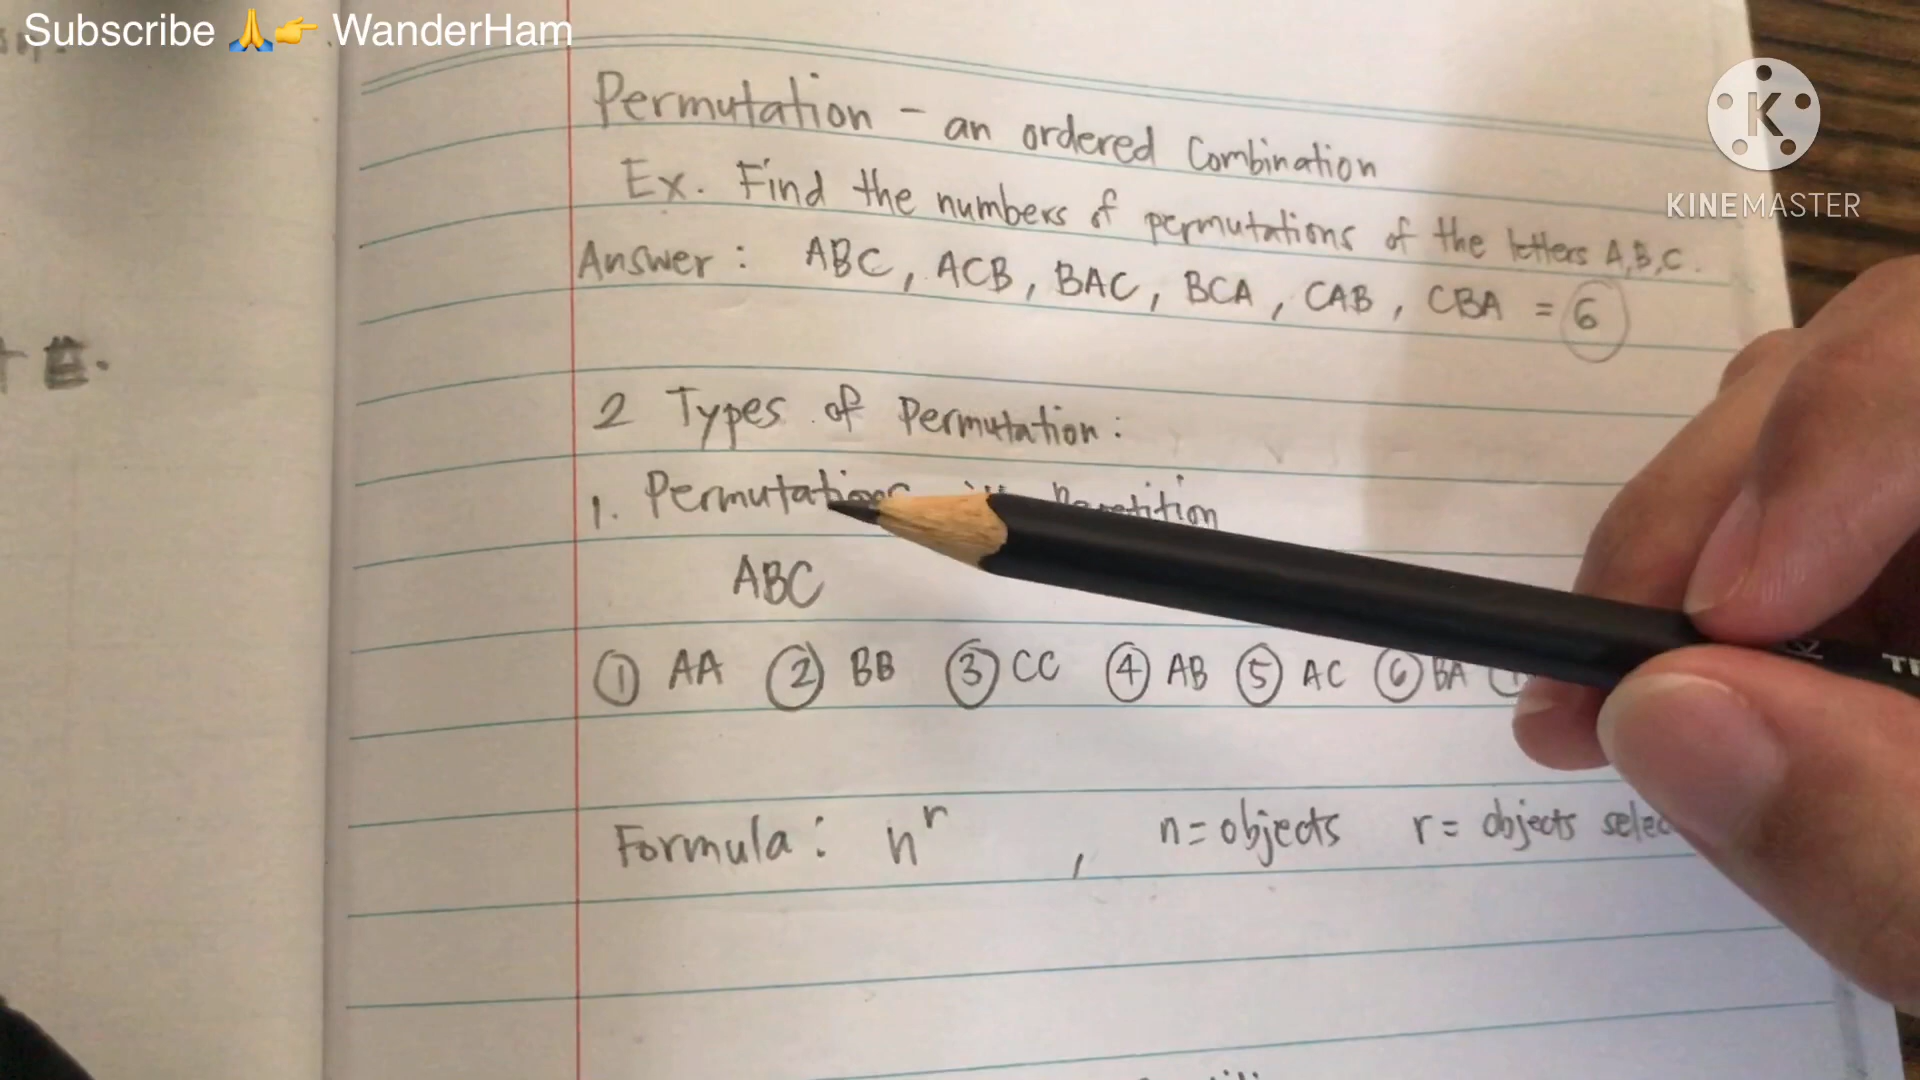 Subscribe 🙏👉 WanderHam
KINEMASTER
Permutation - an ordered Combination
Ex. Find the numbers of permutations of the letters A,B,C.
Answer : ABC, ACB, BAC, BCA, CAB, CBA = 6
2 Types of Permutation:
1. Permutation Repetition
ABC
① AA ② BB ③ CC ④ AB ⑤ AC ⑥ BA
Formula: n^r , n = objects r = objects